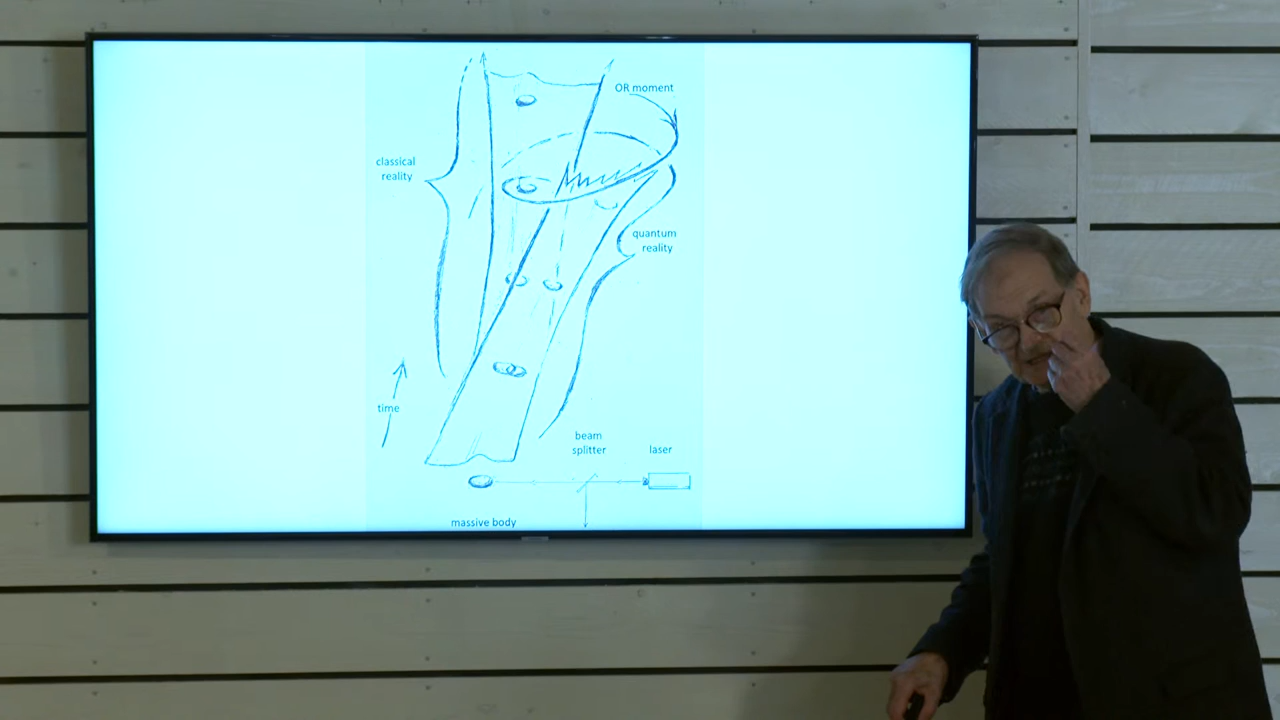 OR moment
classical
reality
quantum
reality
time
beam
splitter
laser
massive body